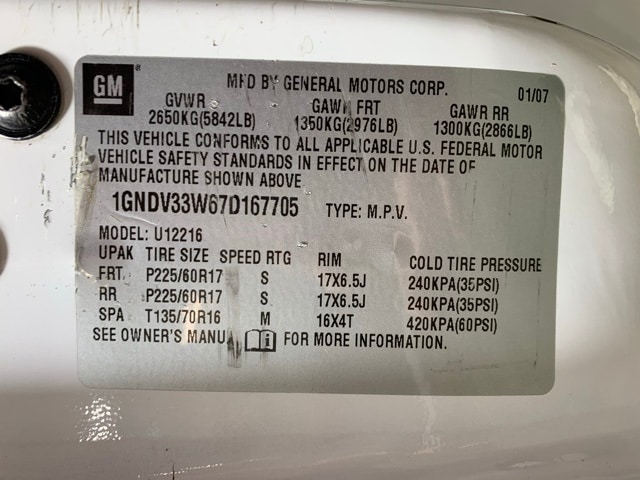 GM
MFD BY GENERAL MOTORS CORP. 01/07
GVWR GAWR FRT GAWR RR
2650KG(5842LB) 1350KG(2976LB) 1300KG(2866LB)
THIS VEHICLE CONFORMS TO ALL APPLICABLE U.S. FEDERAL MOTOR
VEHICLE SAFETY STANDARDS IN EFFECT ON THE DATE OF
MANUFACTURE SHOWN ABOVE
1GNDV33W67D167705 TYPE: M.P.V.
MODEL: U12216
UPAK TIRE SIZE SPEED RTG RIM COLD TIRE PRESSURE
FRT P225/60R17 S 17X6.5J 240KPA(35PSI)
RR P225/60R17 S 17X6.5J 240KPA(35PSI)
SPA T135/70R16 M 16X4T 420KPA(60PSI)
SEE OWNER'S MANUAL FOR MORE INFORMATION.